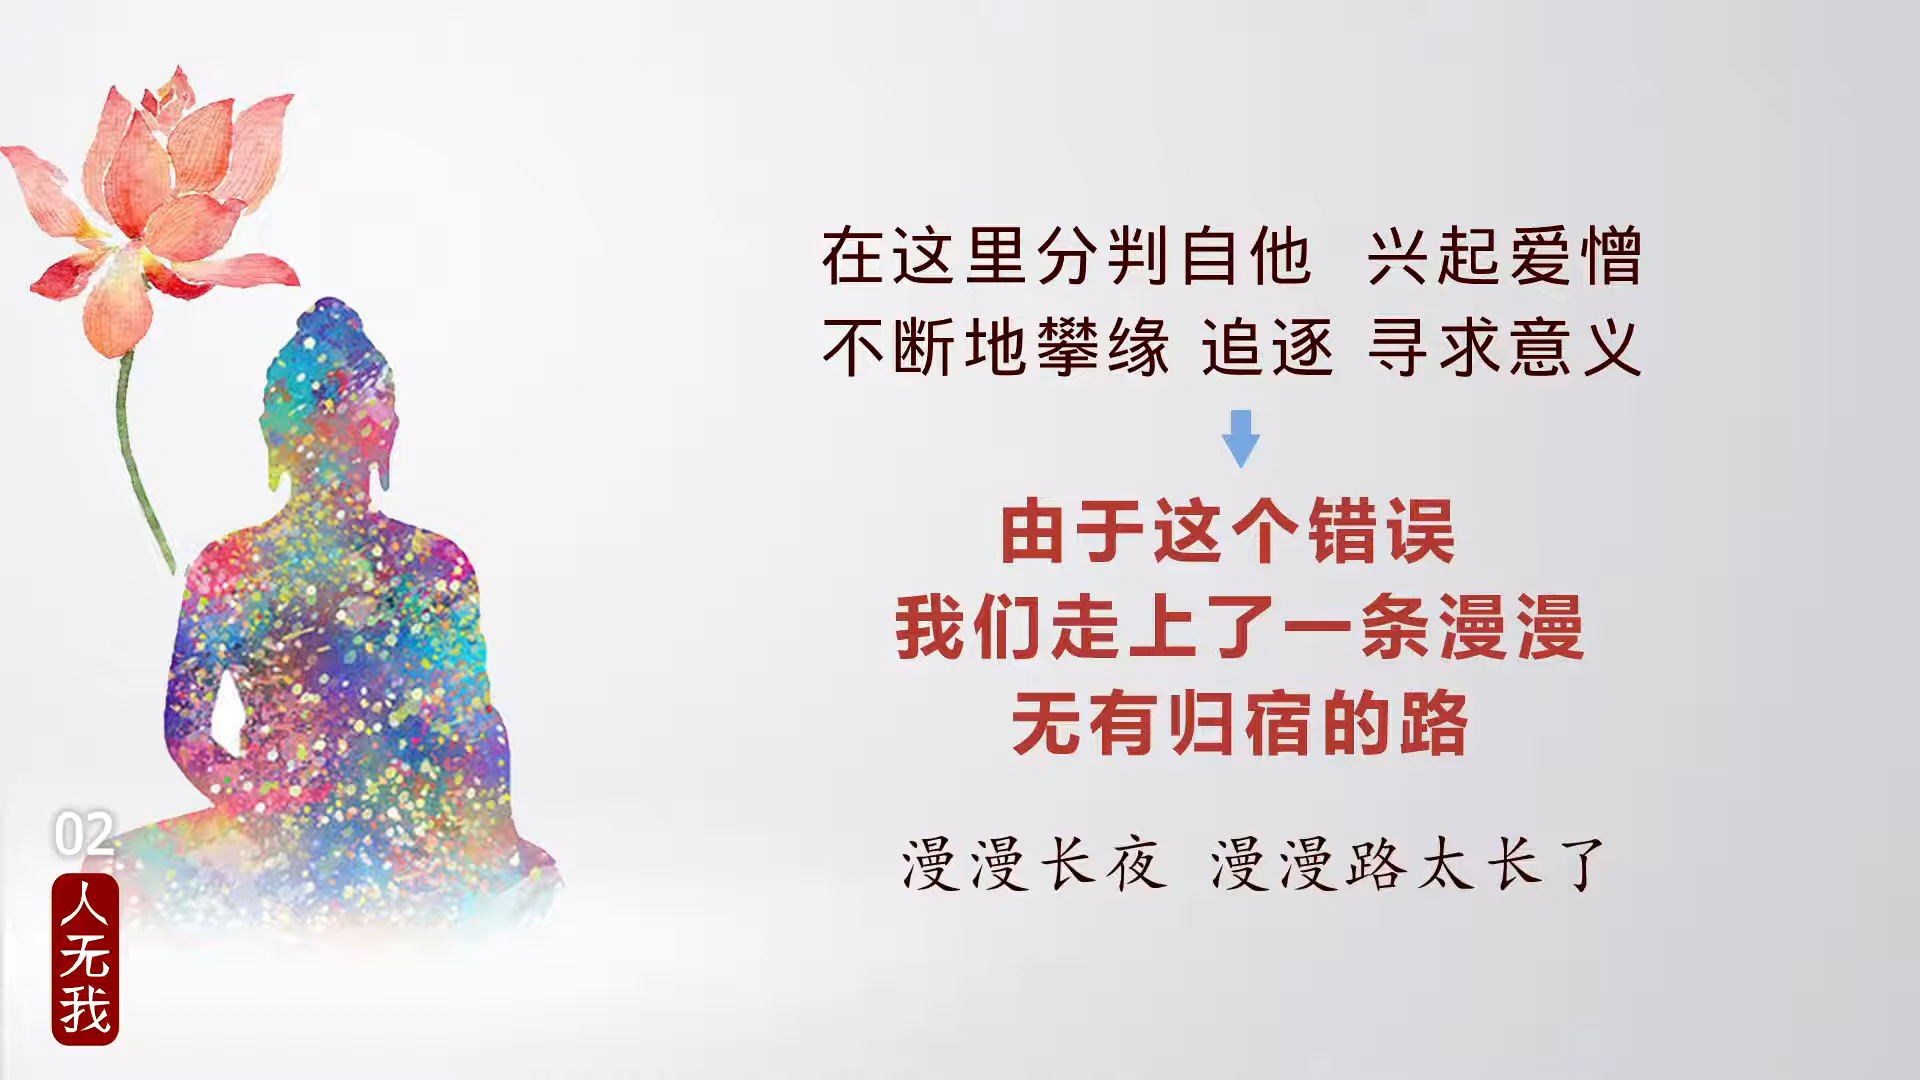 在这里分判自他 兴起爱憎
不断地攀缘 追逐 寻求意义
由于这个错误
我们走上了一条漫漫
无有归宿的路
漫漫长夜 漫漫路太长了
02
人无我